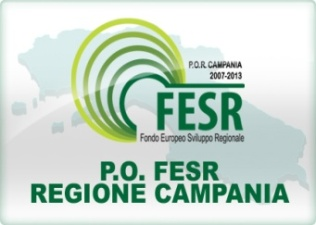 P.O.R. CAMPANIA
2007-2013
FESR
Fondo Europeo Sviluppo Regionale
P.O. FESR
REGIONE CAMPANIA